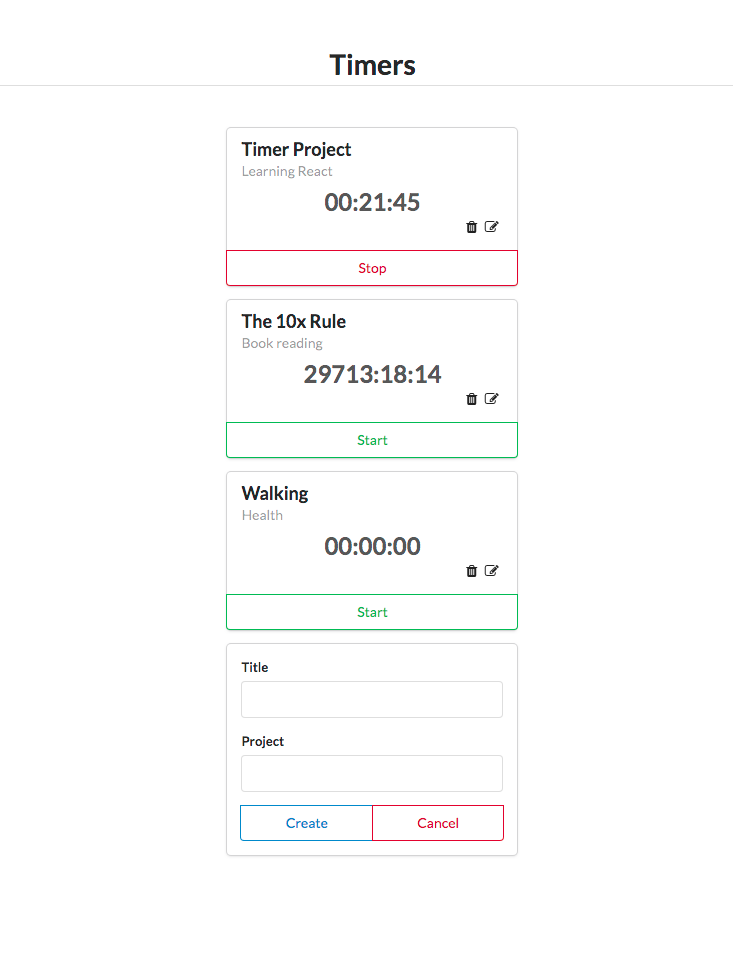 Timers
Timer Project
Learning React
00:21:45
Stop
The 10x Rule
Book reading
29713:18:14
Start
Walking
Health
00:00:00
Start
Title
Project
Create Cancel